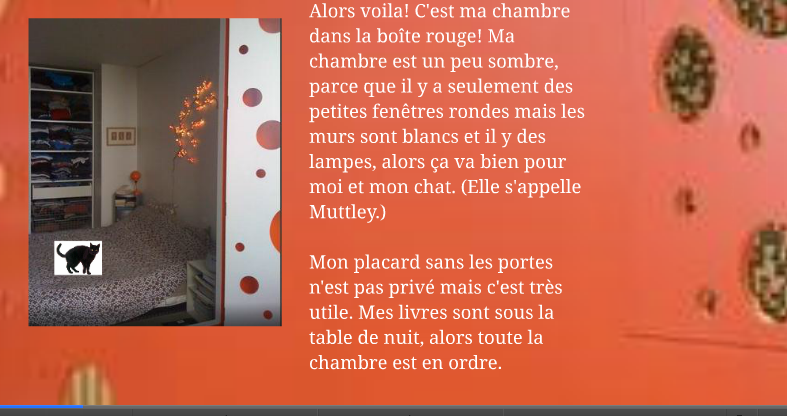 Alors voila! C'est ma chambre
dans la boîte rouge! Ma
chambre est un peu sombre,
parce que il y a seulement des
petites fenêtres rondes mais les
murs sont blancs et il y des
lampes, alors ça va bien pour
moi et mon chat. (Elle s'appelle
Muttley.)
Mon placard sans les portes
n'est pas privé mais c'est très
utile. Mes livres sont sous la
table de nuit, alors toute la
chambre est en ordre.